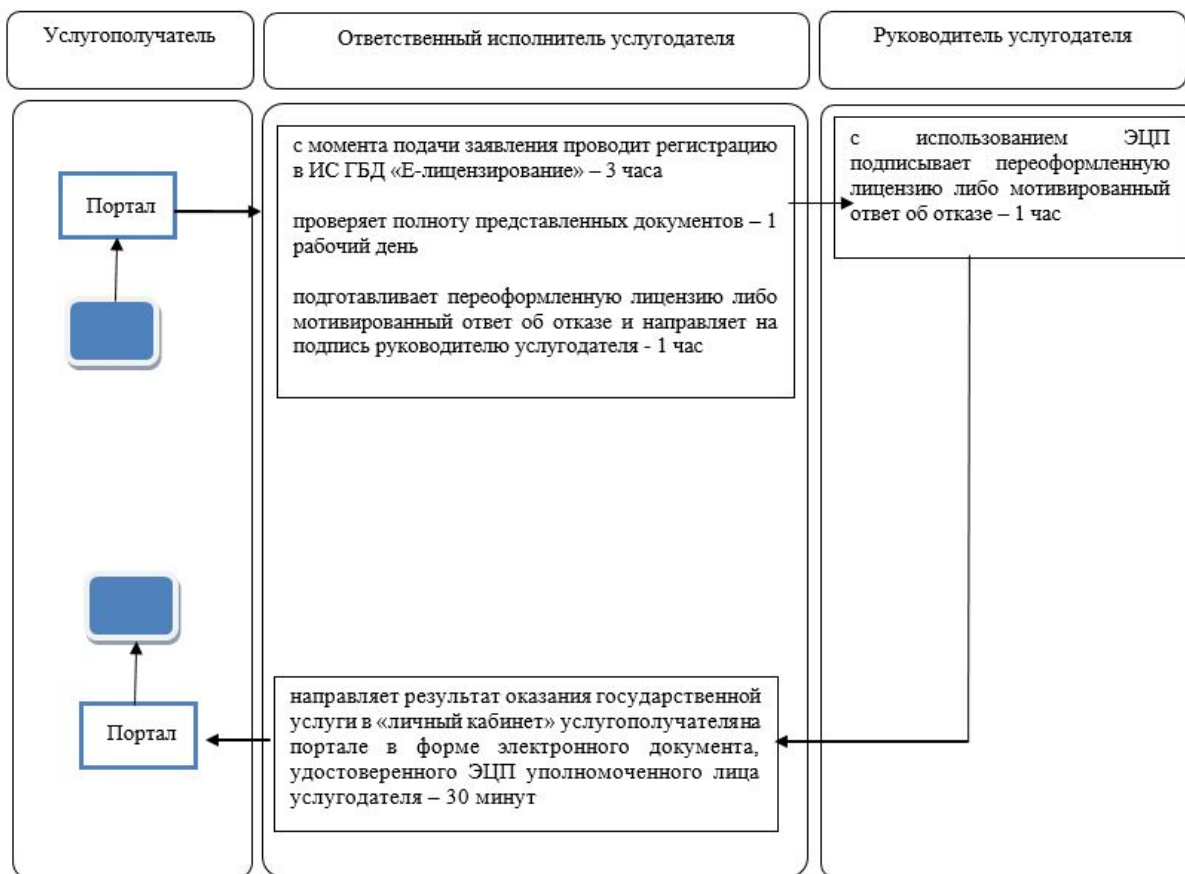 Услугополучатель
Ответственный исполнитель услугодателя
Руководитель услугодателя
Портал
с момента подачи заявления проводит регистрацию
в ИС ГБД «Е-лицензирование» – 3 часа
проверяет полноту представленных документов – 1
рабочий день
подготавливает переоформленную лицензию либо
мотивированный ответ об отказе и направляет на
подпись руководителю услугодателя - 1 час
с использованием ЭЦП
подписывает переоформленную
лицензию либо мотивированный
ответ об отказе – 1 час
направляет результат оказания государственной
услуги в «личный кабинет» услугополучателяна
портале в форме электронного документа,
удостоверенного ЭЦП уполномоченного лица
услугодателя – 30 минут
Портал